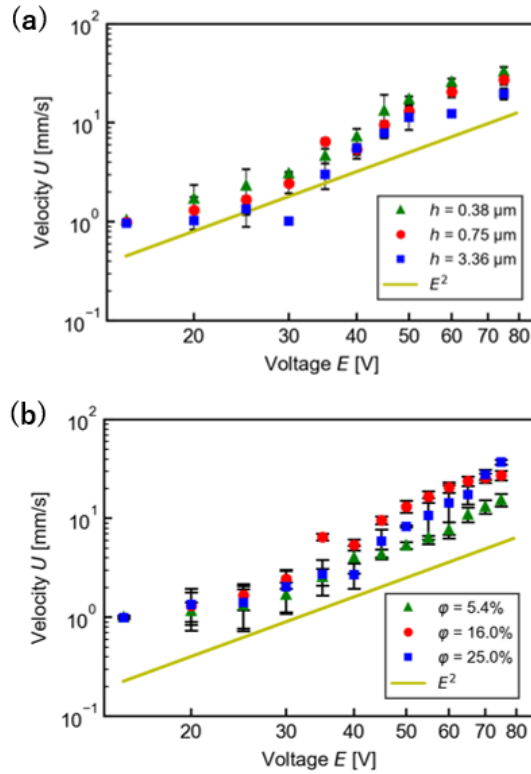 (a)
Velocity U [mm/s]
10²
10¹
10⁰
10⁻¹
h = 0.38 μm
h = 0.75 μm
h = 3.36 μm
E²
20 30 40 50 60 70 80
Voltage E [V]
(b)
Velocity U [mm/s]
10²
10¹
10⁰
10⁻¹
φ = 5.4%
φ = 16.0%
φ = 25.0%
E²
20 30 40 50 60 70 80
Voltage E [V]